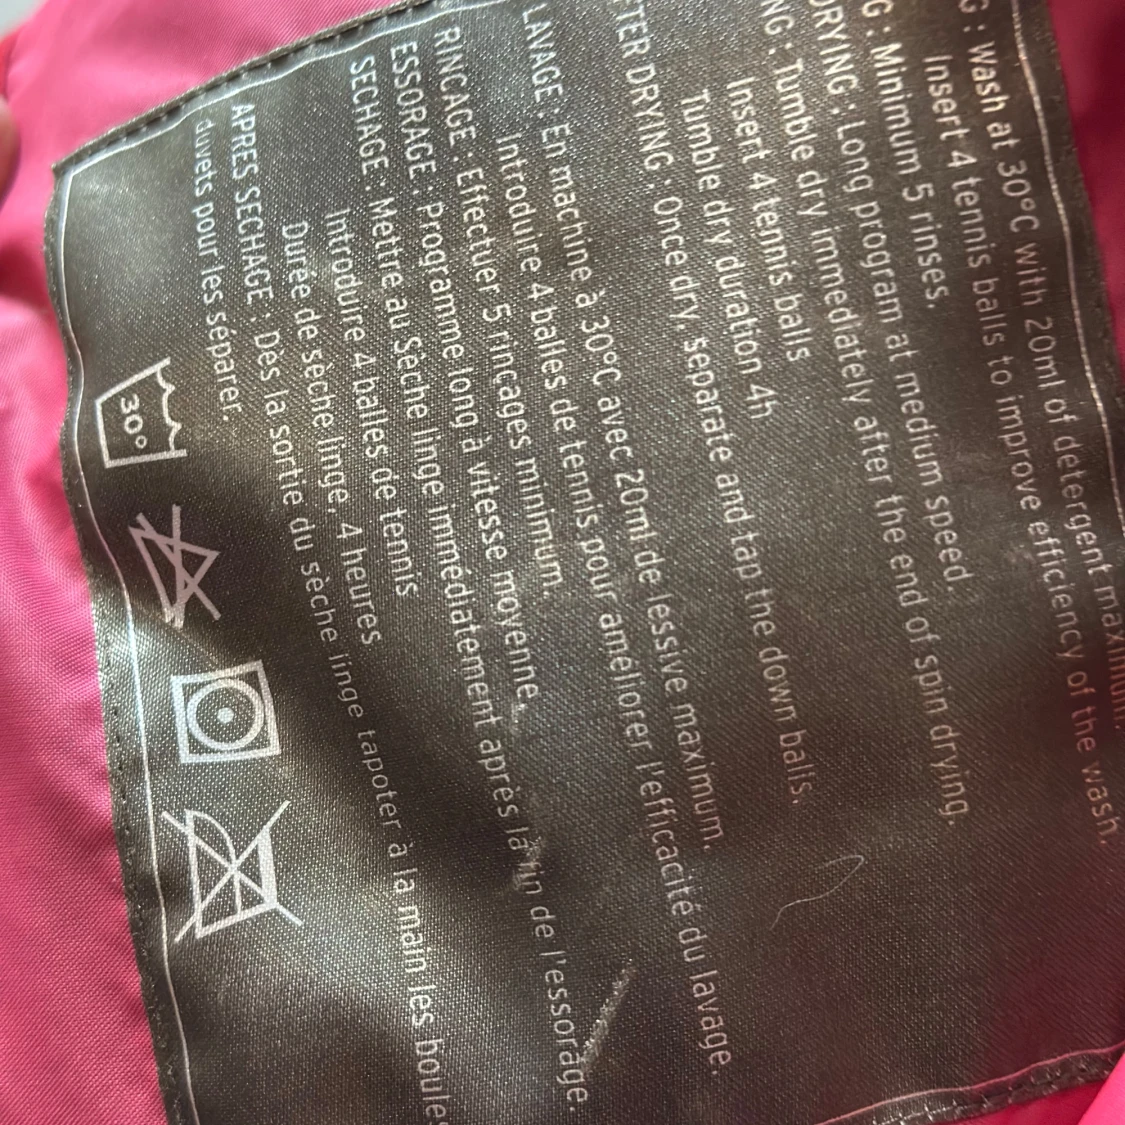 G : Wash at 30°C with 20ml of detergent maximum.
Insert 4 tennis balls to improve efficiency of the wash.
G : Minimum 5 rinses.
DRYING : Long program at medium speed.
NG : Tumble dry immediately after the end of spin drying.
Insert 4 tennis balls
Tumble dry duration 4h
TER DRYING : Once dry, separate and tap the down balls.
LAVAGE : En machine à 30°C avec 20ml de lessive maximum.
Introduire 4 balles de tennis pour améliorer l'efficacité du lavage.
RINCAGE : Effectuer 5 rincages minimum.
ESSORAGE : Programme long à vitesse moyenne.
SECHAGE : Mettre au Sèche linge immédiatement après la fin de l'essorage.
Introduire 4 balles de tennis
Durée de sèche linge, 4 heures
APRES SECHAGE : Dès la sortie du sèche linge tapoter à la main les boules
duvets pour les séparer.
30°